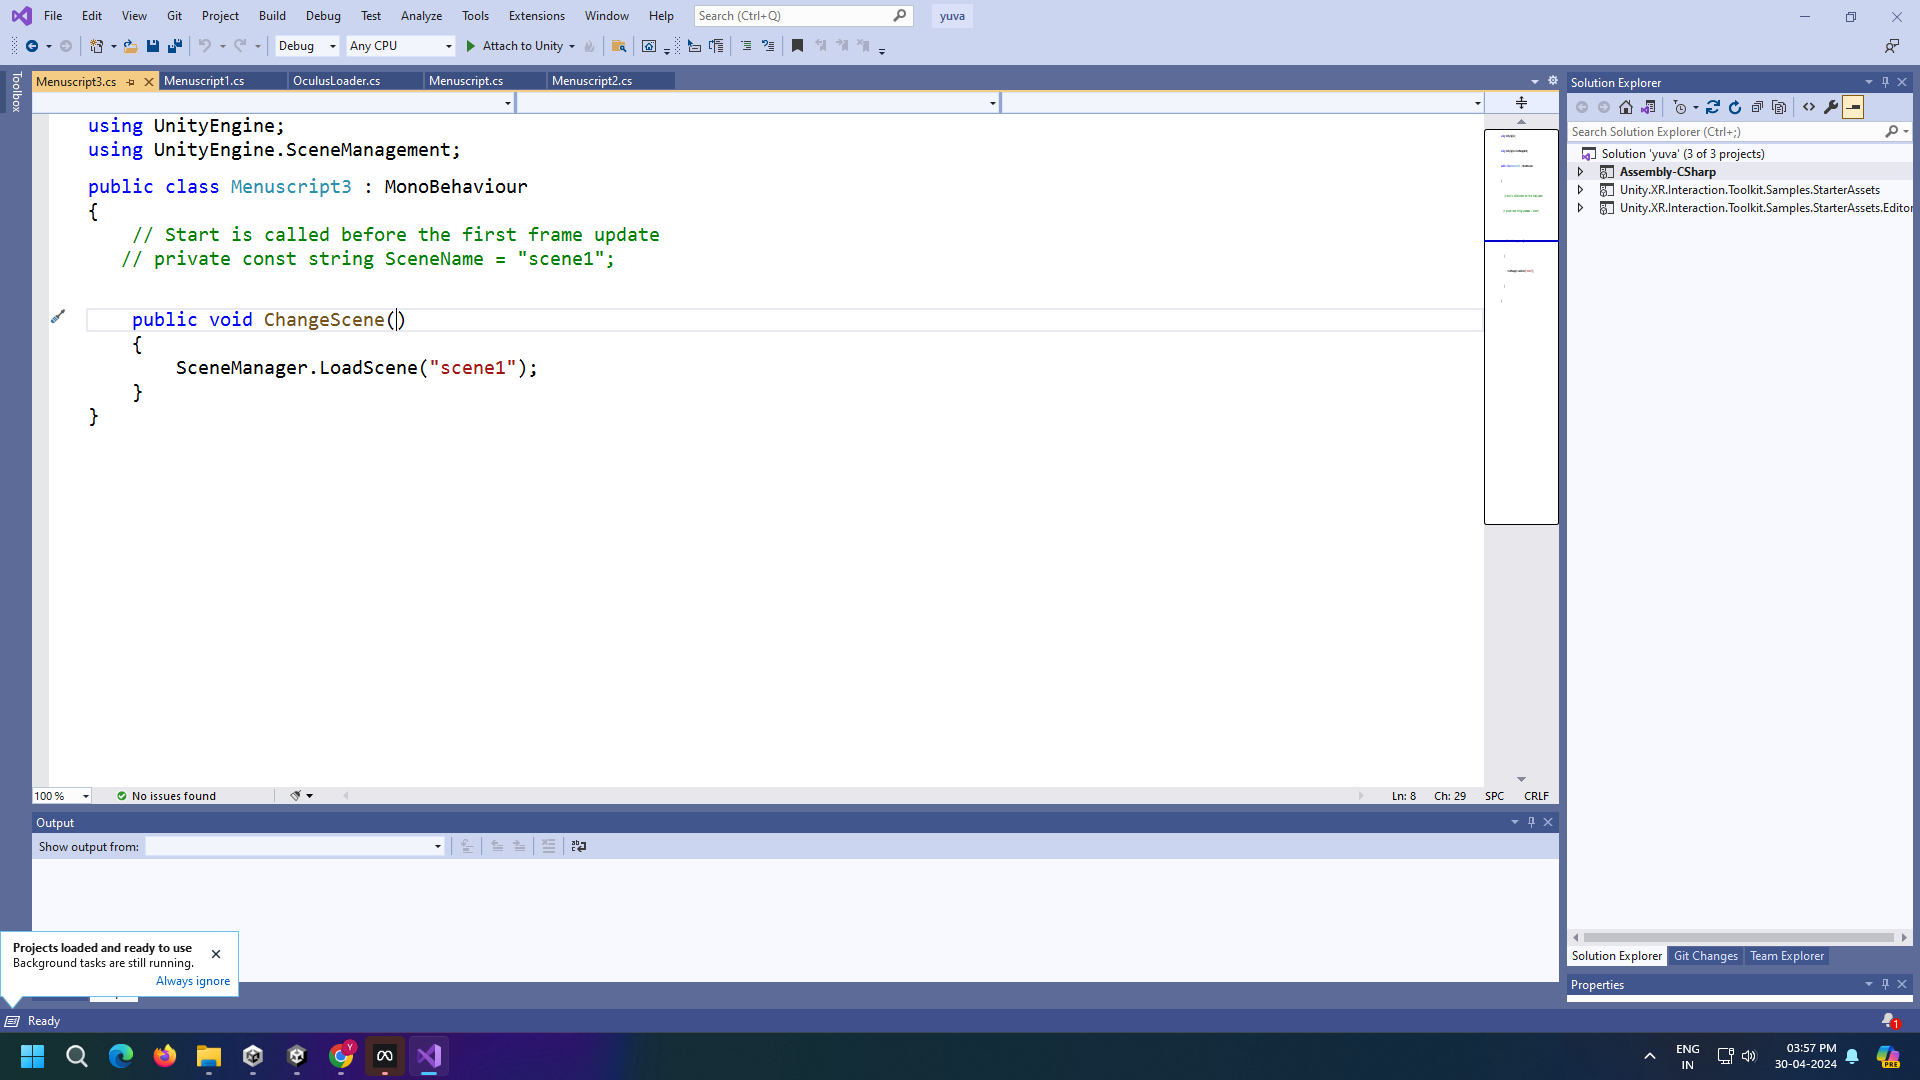 File Edit View Git Project Build Debug Test Analyze Tools Extensions Window Help Search (Ctrl+Q) yuva
Debug Any CPU Attach to Unity
Toolbox
Menuscript3.cs Menuscript1.cs OculusLoader.cs Menuscript.cs Menuscript2.cs
using UnityEngine;
using UnityEngine.SceneManagement;
public class Menuscript3 : MonoBehaviour
{
// Start is called before the first frame update
// private const string SceneName = "scene1";
public void ChangeScene()
{
SceneManager.LoadScene("scene1");
}
}
100 % No issues found Ln: 8 Ch: 29 SPC CRLF
Output
Show output from:
Solution Explorer
Search Solution Explorer (Ctrl+;)
Solution 'yuva' (3 of 3 projects)
Assembly-CSharp
Unity.XR.Interaction.Toolkit.Samples.StarterAssets
Unity.XR.Interaction.Toolkit.Samples.StarterAssets.Editor
Solution Explorer Git Changes Team Explorer
Properties
Projects loaded and ready to use
Background tasks are still running.
Always ignore
Ready
1
Y
ENG
IN
03:57 PM
30-04-2024
PRE